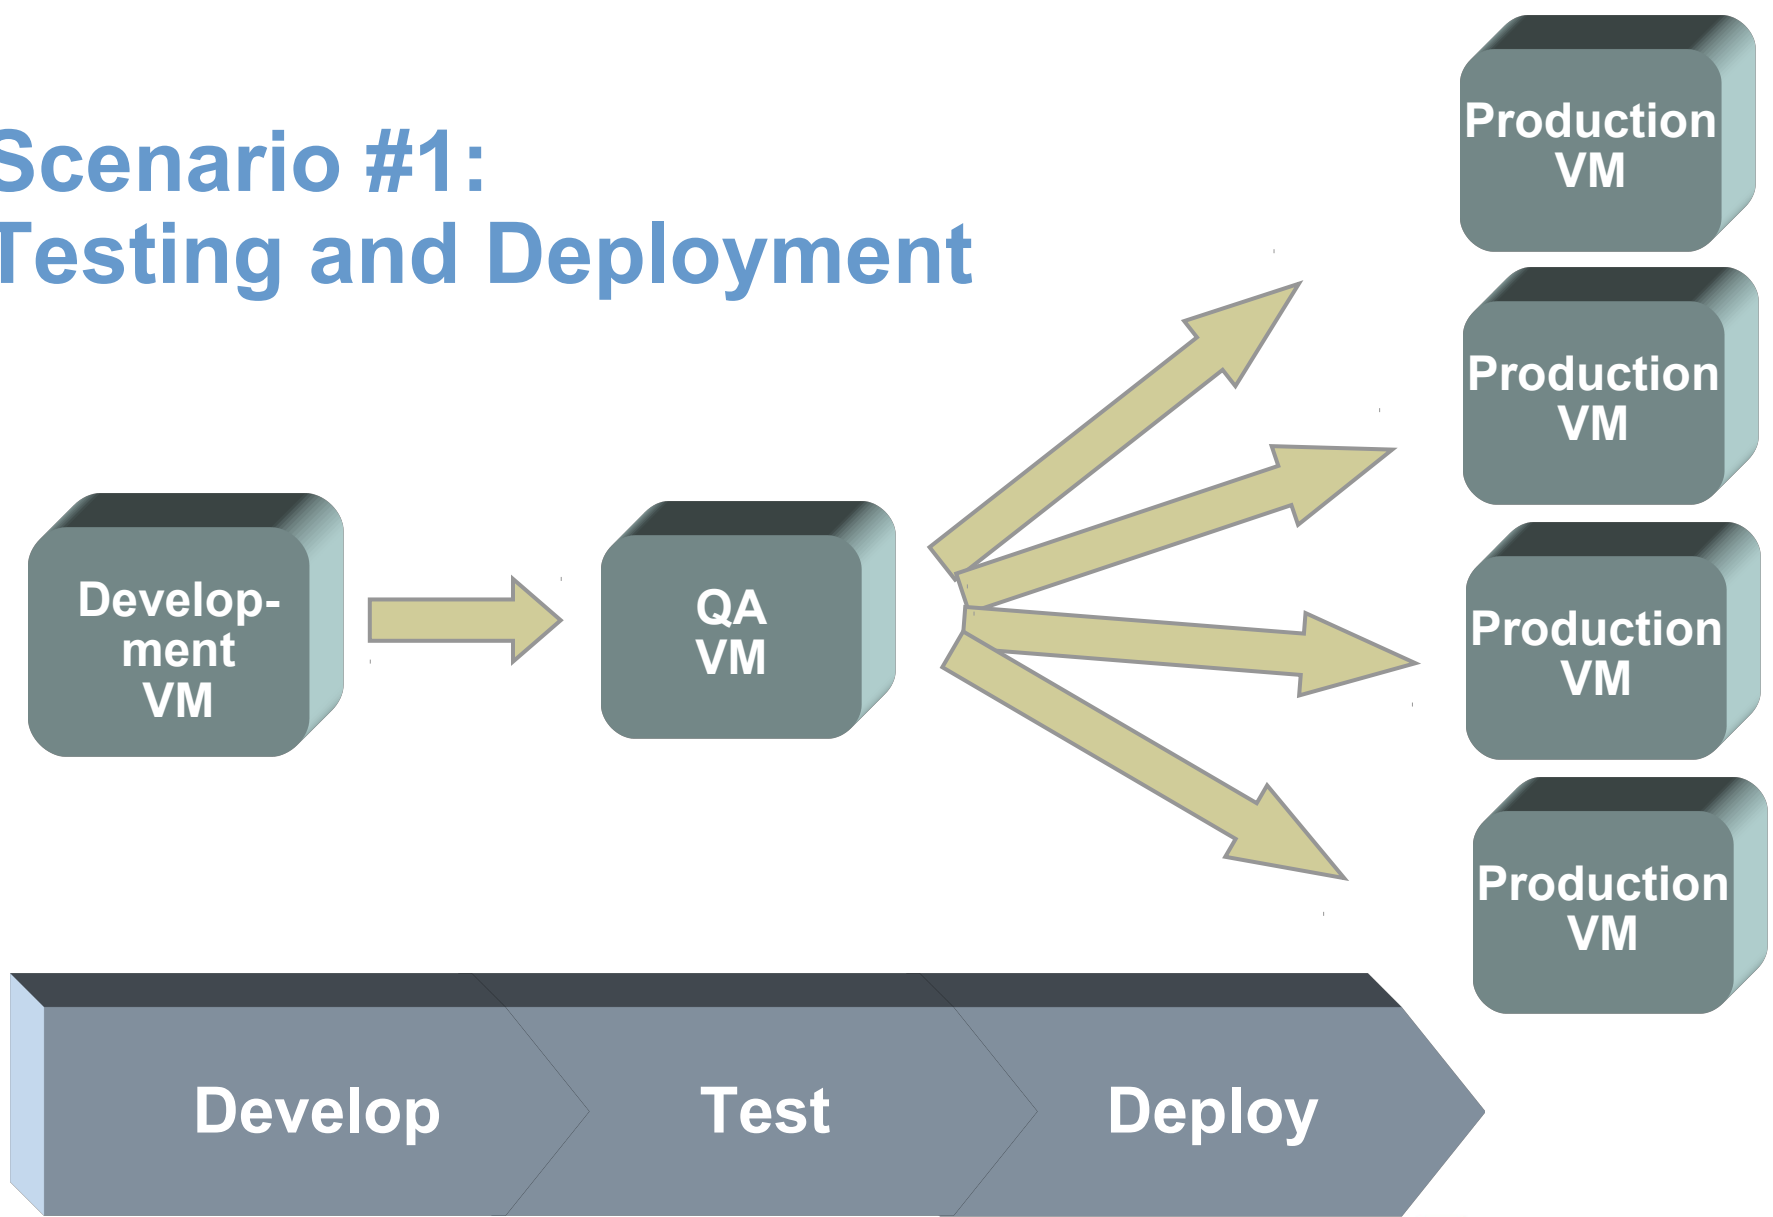 Scenario #1:
Testing and Deployment
Develop-
ment
VM
QA
VM
Production
VM
Production
VM
Production
VM
Production
VM
Develop
Test
Deploy